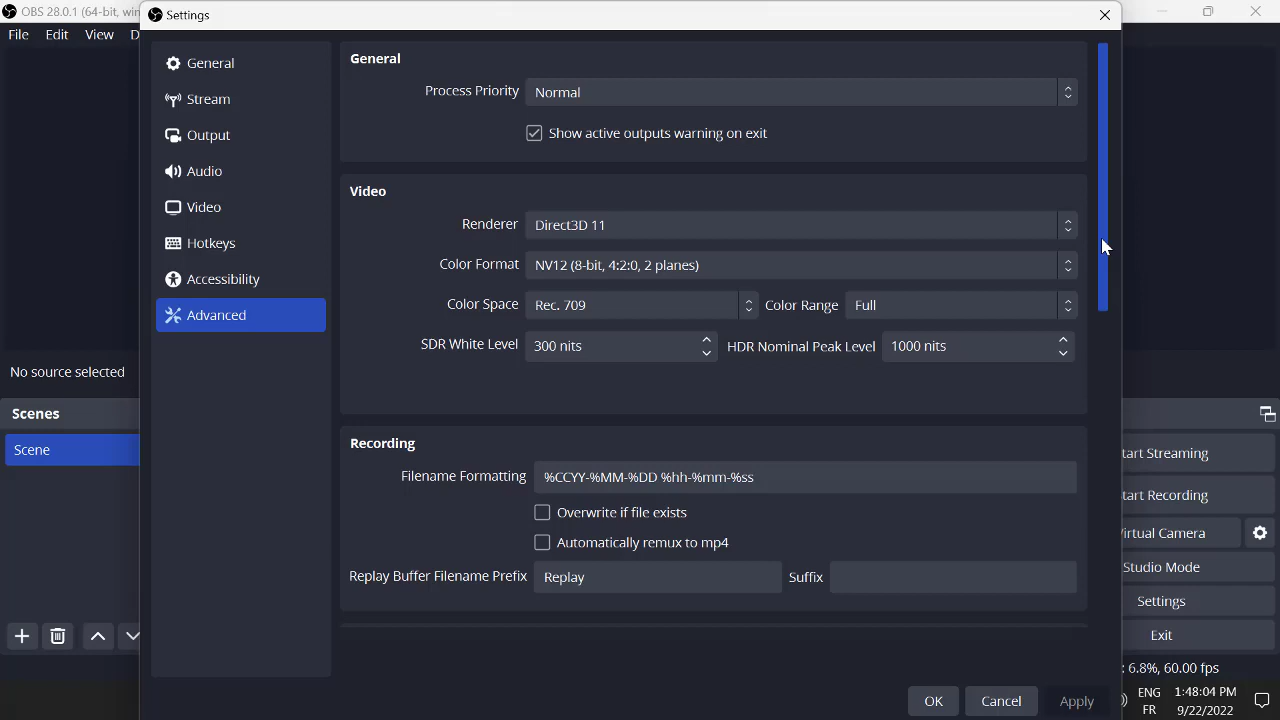 OBS 28.0.1 (64-bit, win
Settings
File Edit View D
General
Stream
Output
Audio
Video
Hotkeys
Accessibility
Advanced
General
Process Priority Normal
Show active outputs warning on exit
Video
Renderer Direct3D 11
Color Format NV12 (8-bit, 4:2:0, 2 planes)
Color Space Rec. 709 Color Range Full
SDR White Level 300 nits HDR Nominal Peak Level 1000 nits
Recording
Filename Formatting %CCYY-%MM-%DD %hh-%mm-%ss
Overwrite if file exists
Automatically remux to mp4
Replay Buffer Filename Prefix Replay Suffix
OK Cancel Apply
No source selected
Scenes
Scene
tart Streaming
tart Recording
irtual Camera
Studio Mode
Settings
Exit
: 6.8%, 60.00 fps
ENG
FR
1:48:04 PM
9/22/2022